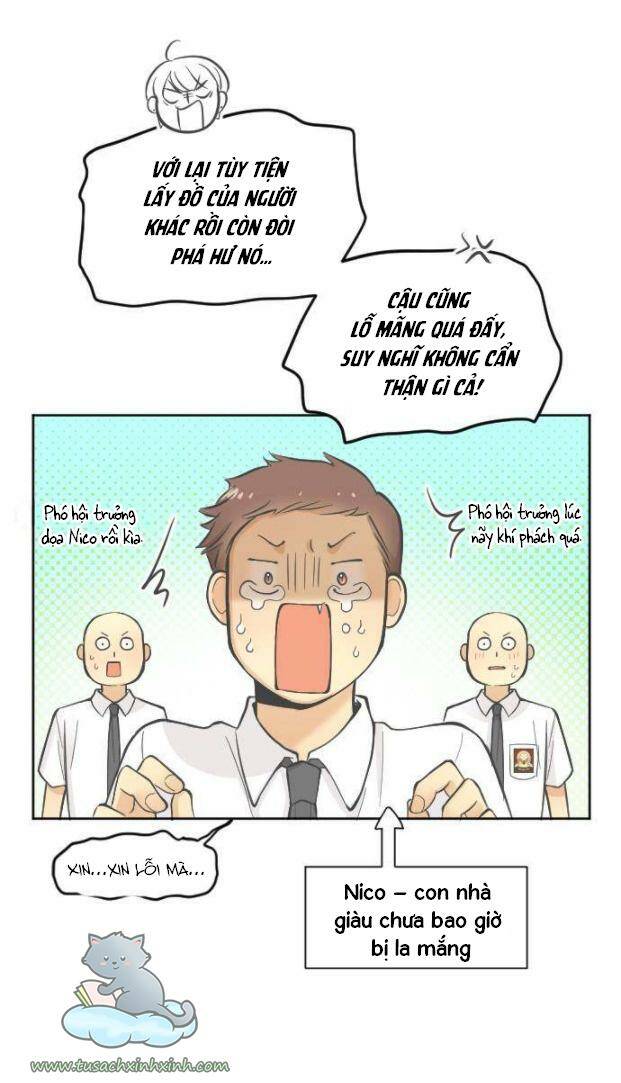 VỚI LẠI TÙY TIỆN
LẤY ĐỒ CỦA NGƯỜI
KHÁC RỒI CÒN ĐÒI
PHÁ HƯ NÓ...
CẬU CŨNG
LỖ MÃNG QUÁ ĐẤY,
SUY NGHĨ KHÔNG CẨN
THẬN GÌ CẢ!
Phó hội trưởng
dọa Nico rồi kìa.
Phó hội trưởng lúc
nãy khí phách quá.
XIN...XIN LỖI MÀ...
Nico – con nhà
giàu chưa bao giờ
bị la mắng
www.tusachxinhxinh.com